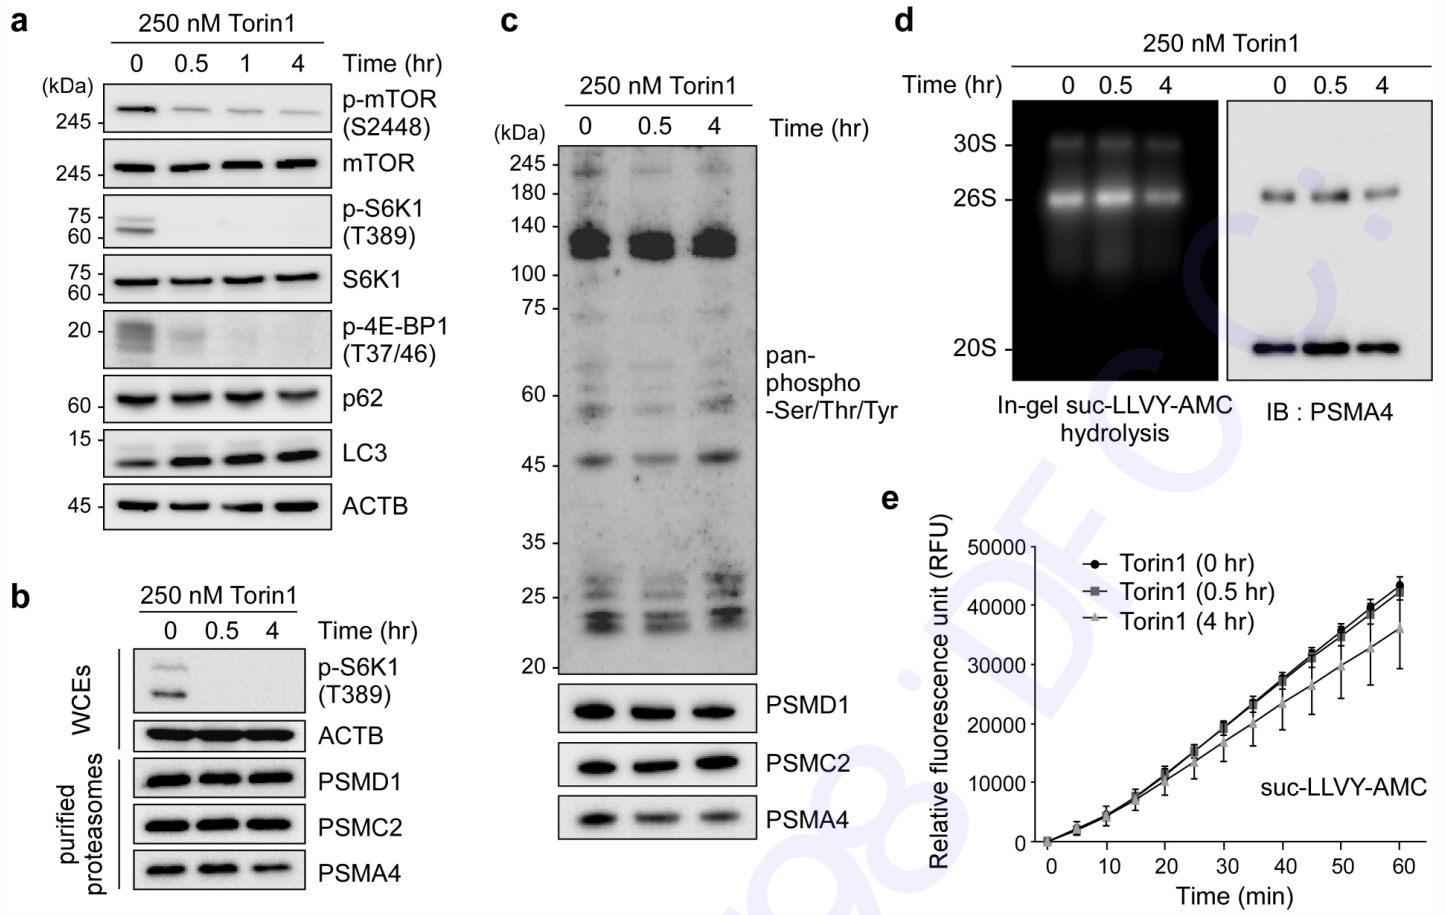 a
250 nM Torin1
0 0.5 1 4 Time (hr)
(kDa)
245
p-mTOR
(S2448)
245
mTOR
75
60
p-S6K1
(T389)
75
60
S6K1
20
p-4E-BP1
(T37/46)
60
p62
15
LC3
45
ACTB
b
250 nM Torin1
0 0.5 4 Time (hr)
WCEs
p-S6K1
(T389)
ACTB
purified
proteasomes
PSMD1
PSMC2
PSMA4
c
250 nM Torin1
(kDa) 0 0.5 4 Time (hr)
245
180
140
100
75
60
45
35
25
20
pan-
phospho
-Ser/Thr/Tyr
PSMD1
PSMC2
PSMA4
d
250 nM Torin1
Time (hr) 0 0.5 4 0 0.5 4
30S
26S
20S
In-gel suc-LLVY-AMC
hydrolysis
IB : PSMA4
e
Relative fluorescence unit (RFU)
50000
40000
30000
20000
10000
0
Torin1 (0 hr)
Torin1 (0.5 hr)
Torin1 (4 hr)
suc-LLVY-AMC
0 10 20 30 40 50 60
Time (min)